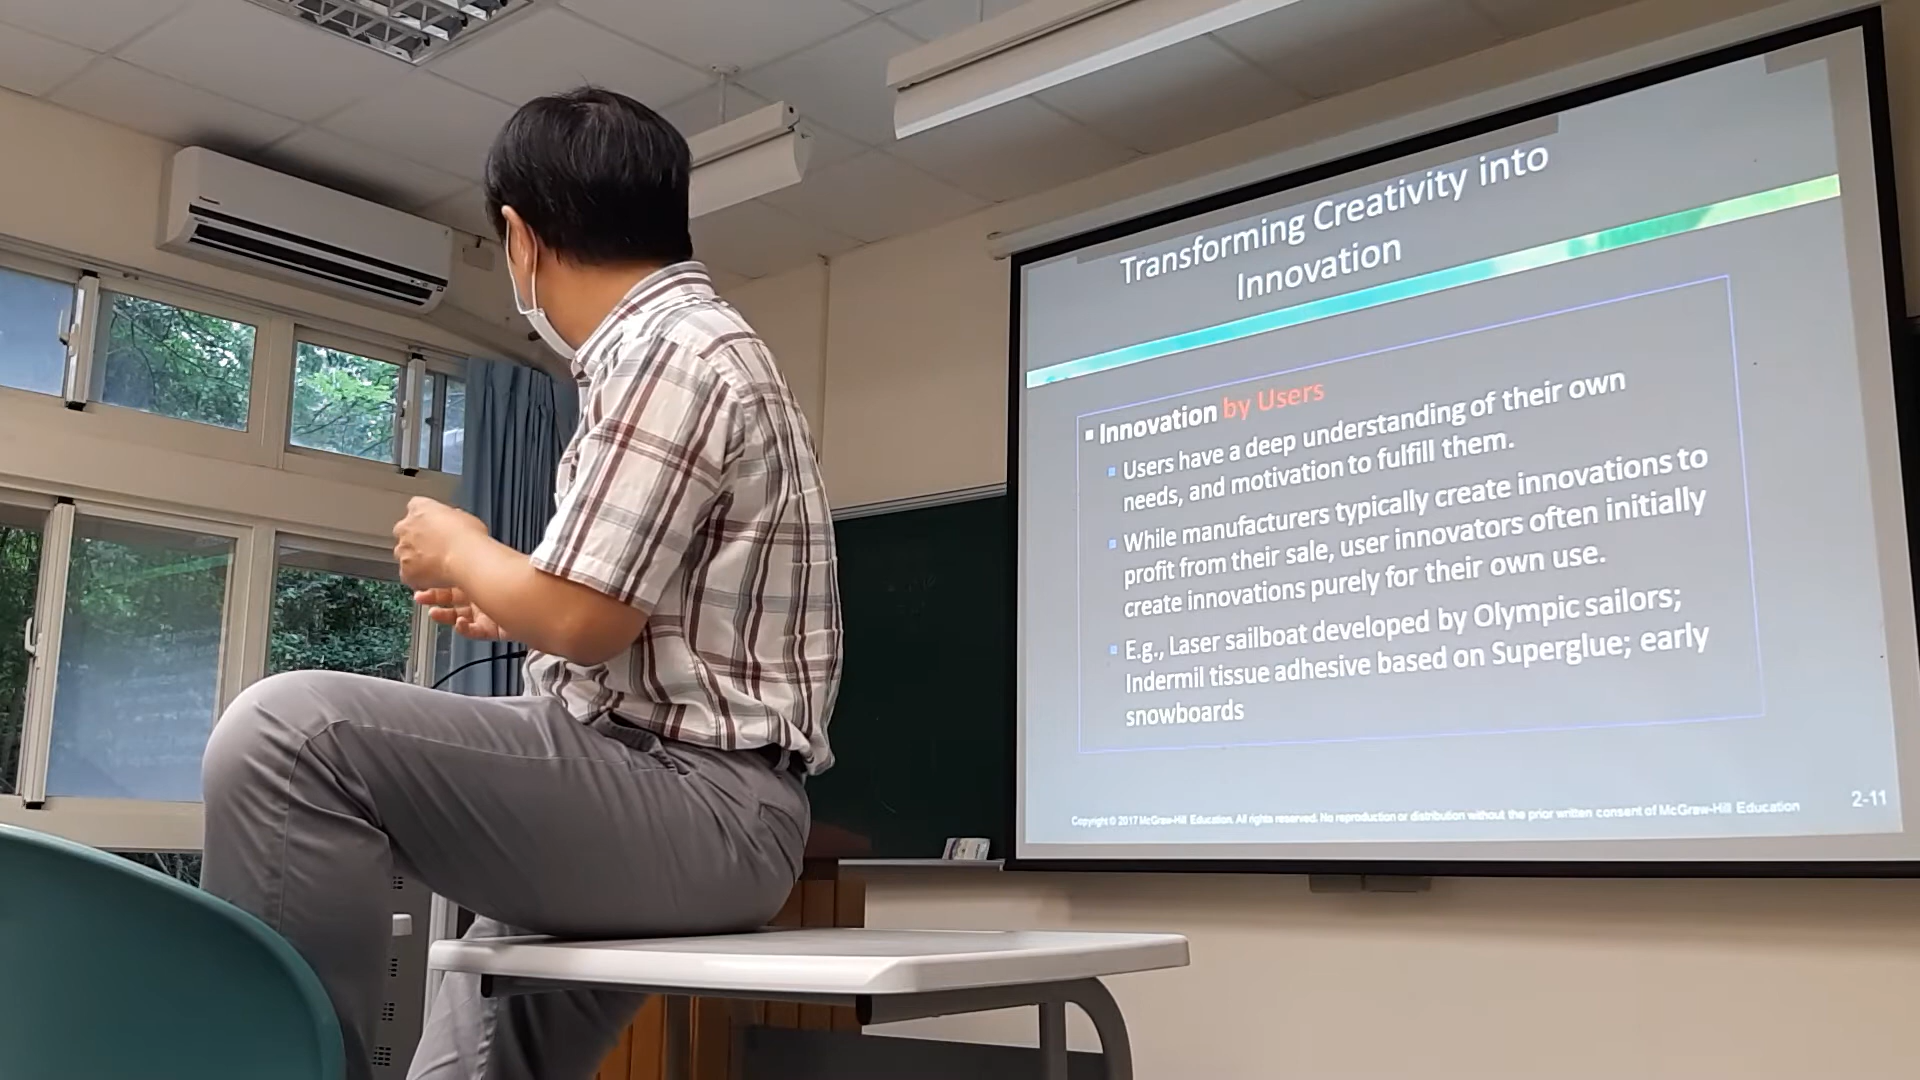 Panasonic
Transforming Creativity into
Innovation
▪ Innovation by Users
▪ Users have a deep understanding of their own
needs, and motivation to fulfill them.
▪ While manufacturers typically create innovations to
profit from their sale, user innovators often initially
create innovations purely for their own use.
▪ E.g., Laser sailboat developed by Olympic sailors;
Indermil tissue adhesive based on Superglue; early
snowboards
Copyright © 2017 McGraw-Hill Education. All rights reserved. No reproduction or distribution without the prior written consent of McGraw-Hill Education
2-11